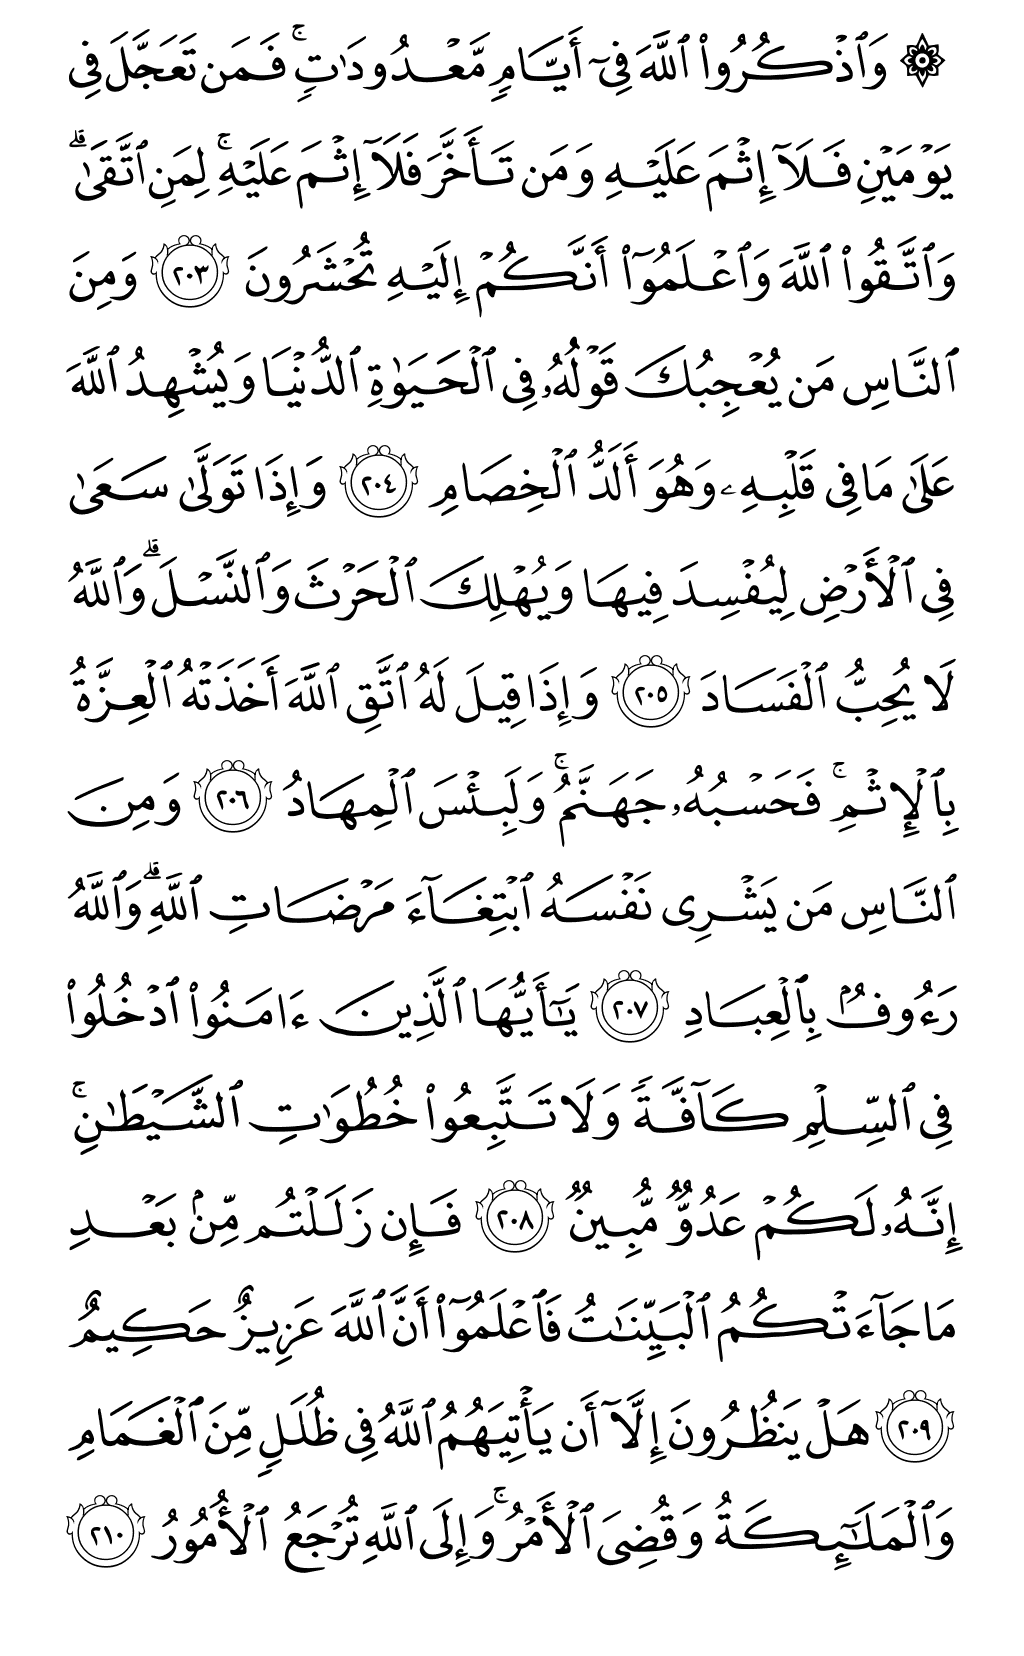 ۞ وَٱذْكُرُوا۟ ٱللَّهَ فِىٓ أَيَّامٍ مَّعْدُودَٰتٍ ۚ فَمَن تَعَجَّلَ فِى
يَوْمَيْنِ فَلَآ إِثْمَ عَلَيْهِ وَمَن تَأَخَّرَ فَلَآ إِثْمَ عَلَيْهِ ۚ لِمَنِ ٱتَّقَىٰ ۗ
وَٱتَّقُوا۟ ٱللَّهَ وَٱعْلَمُوٓا۟ أَنَّكُمْ إِلَيْهِ تُحْشَرُونَ ٢٠٣ وَمِنَ
ٱلنَّاسِ مَن يُعْجِبُكَ قَوْلُهُۥ فِى ٱلْحَيَوٰةِ ٱلدُّنْيَا وَيُشْهِدُ ٱللَّهَ
عَلَىٰ مَا فِى قَلْبِهِۦ وَهُوَ أَلَدُّ ٱلْخِصَامِ ٢٠٤ وَإِذَا تَوَلَّىٰ سَعَىٰ
فِى ٱلْأَرْضِ لِيُفْسِدَ فِيهَا وَيُهْلِكَ ٱلْحَرْثَ وَٱلنَّسْلَ ۗ وَٱللَّهُ
لَا يُحِبُّ ٱلْفَسَادَ ٢٠٥ وَإِذَا قِيلَ لَهُ ٱتَّقِ ٱللَّهَ أَخَذَتْهُ ٱلْعِزَّةُ
بِٱلْإِثْمِ ۚ فَحَسْبُهُۥ جَهَنَّمُ ۚ وَلَبِئْسَ ٱلْمِهَادُ ٢٠٦ وَمِنَ
ٱلنَّاسِ مَن يَشْرِى نَفْسَهُ ٱبْتِغَآءَ مَرْضَاتِ ٱللَّهِ ۗ وَٱللَّهُ
رَءُوفٌۢ بِٱلْعِبَادِ ٢٠٧ يَٰٓأَيُّهَا ٱلَّذِينَ ءَامَنُوا۟ ٱدْخُلُوا۟
فِى ٱلسِّلْمِ كَآفَّةً وَلَا تَتَّبِعُوا۟ خُطُوَٰتِ ٱلشَّيْطَٰنِ ۚ
إِنَّهُۥ لَكُمْ عَدُوٌّ مُّبِينٌ ٢٠٨ فَإِن زَلَلْتُم مِّنۢ بَعْدِ
مَا جَآءَتْكُمُ ٱلْبَيِّنَٰتُ فَٱعْلَمُوٓا۟ أَنَّ ٱللَّهَ عَزِيزٌ حَكِيمٌ
٢٠٩ هَلْ يَنظُرُونَ إِلَّآ أَن يَأْتِيَهُمُ ٱللَّهُ فِى ظُلَلٍ مِّنَ ٱلْغَمَامِ
وَٱلْمَلَٰٓئِكَةُ وَقُضِىَ ٱلْأَمْرُ ۚ وَإِلَى ٱللَّهِ تُرْجَعُ ٱلْأُمُورُ ٢١٠